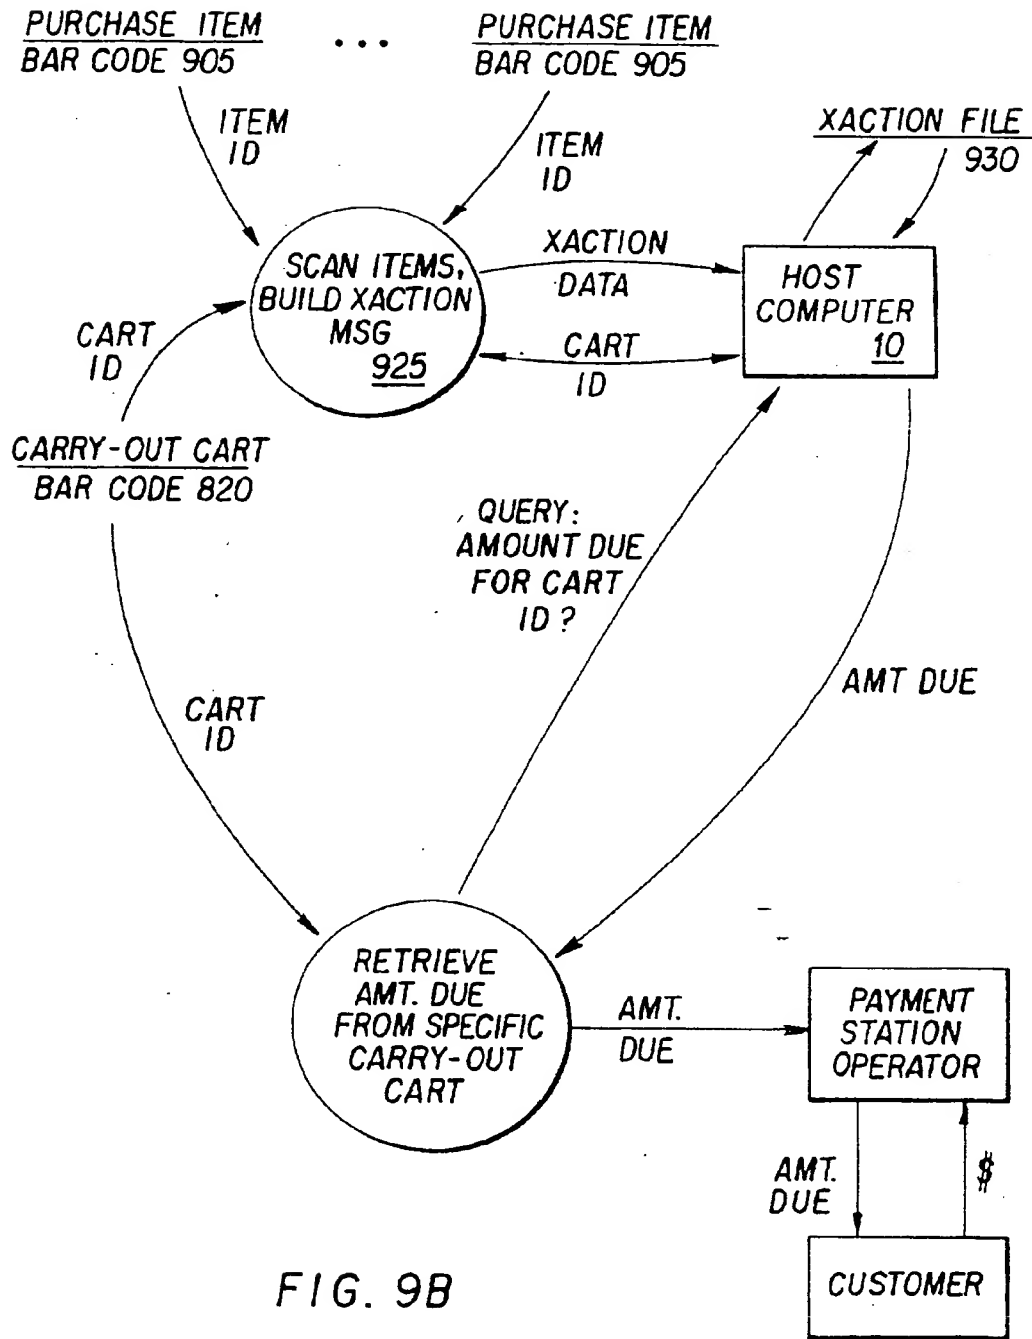 PURCHASE ITEM
BAR CODE 905
...
PURCHASE ITEM
BAR CODE 905
ITEM
ID
ITEM
ID
XACTION FILE
930
SCAN ITEMS,
BUILD XACTION
MSG
925
XACTION
DATA
HOST
COMPUTER
10
CART
ID
CART
ID
CARRY-OUT CART
BAR CODE 820
QUERY:
AMOUNT DUE
FOR CART
ID?
AMT DUE
CART
ID
RETRIEVE
AMT. DUE
FROM SPECIFIC
CARRY-OUT
CART
AMT.
DUE
PAYMENT
STATION
OPERATOR
AMT.
DUE
$
CUSTOMER
FIG. 9B